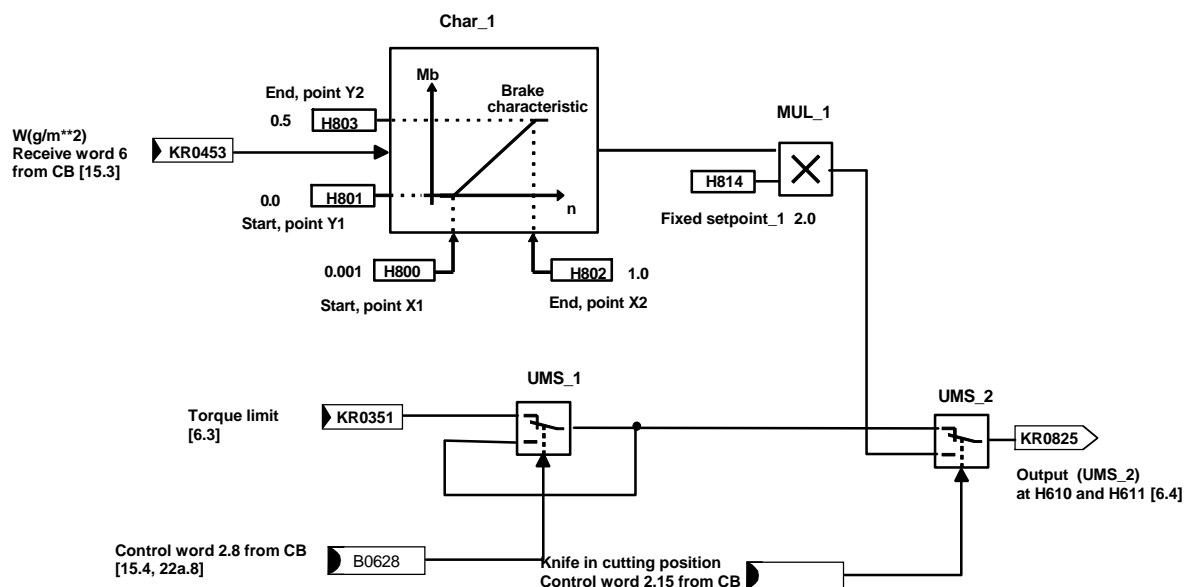 Char_1
Mb
Brake
characteristic
n
End, point Y2
0.5
H803
W(g/m**2)
Receive word 6
from CB [15.3]
KR0453
0.0
H801
Start, point Y1
0.001
H800
Start, point X1
H802
1.0
End, point X2
MUL_1
H814
Fixed setpoint_1 2.0
UMS_1
Torque limit
[6.3]
KR0351
UMS_2
KR0825
Output (UMS_2)
at H610 and H611 [6.4]
Control word 2.8 from CB
[15.4, 22a.8]
B0628
Knife in cutting position
Control word 2.15 from CB